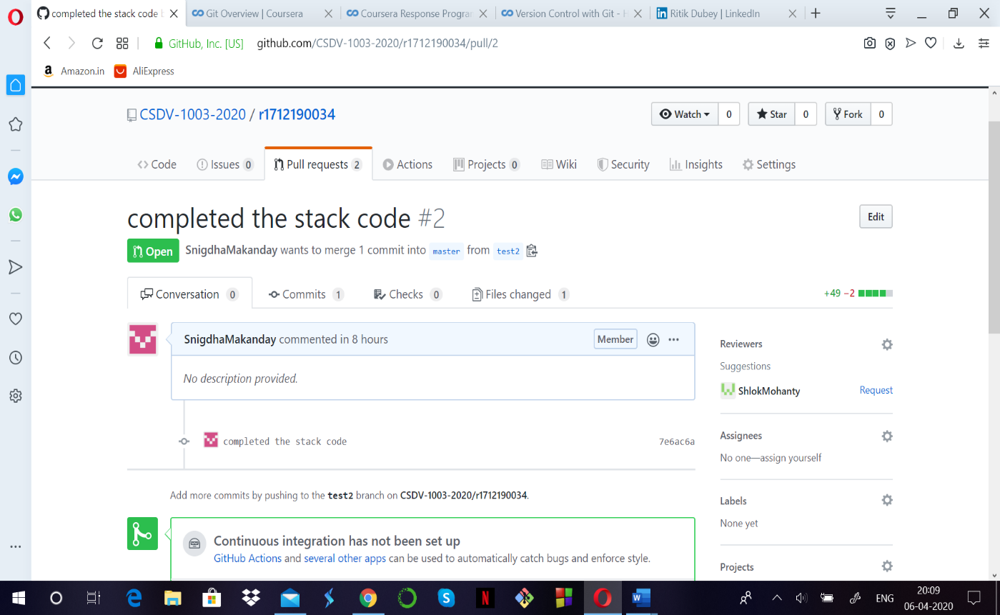 completed the stack code b
Git Overview | Coursera
Coursera Response Program
Version Control with Git - H
Ritik Dubey | LinkedIn
GitHub, Inc. [US] github.com/CSDV-1003-2020/r1712190034/pull/2
Amazon.in AliExpress
CSDV-1003-2020 / r1712190034
Watch 0 Star 0 Fork 0
Code Issues 0 Pull requests 2 Actions Projects 0 Wiki Security Insights Settings
completed the stack code #2
Edit
Open SnigdhaMakanday wants to merge 1 commit into master from test2
Conversation 0 Commits 1 Checks 0 Files changed 1
+49 −2
SnigdhaMakanday commented in 8 hours
Member
No description provided.
completed the stack code 7e6ac6a
Add more commits by pushing to the test2 branch on CSDV-1003-2020/r1712190034.
Continuous integration has not been set up
GitHub Actions and several other apps can be used to automatically catch bugs and enforce style.
Reviewers
Suggestions
ShlokMohanty Request
Assignees
No one—assign yourself
Labels
None yet
Projects
ENG
20:09
06-04-2020